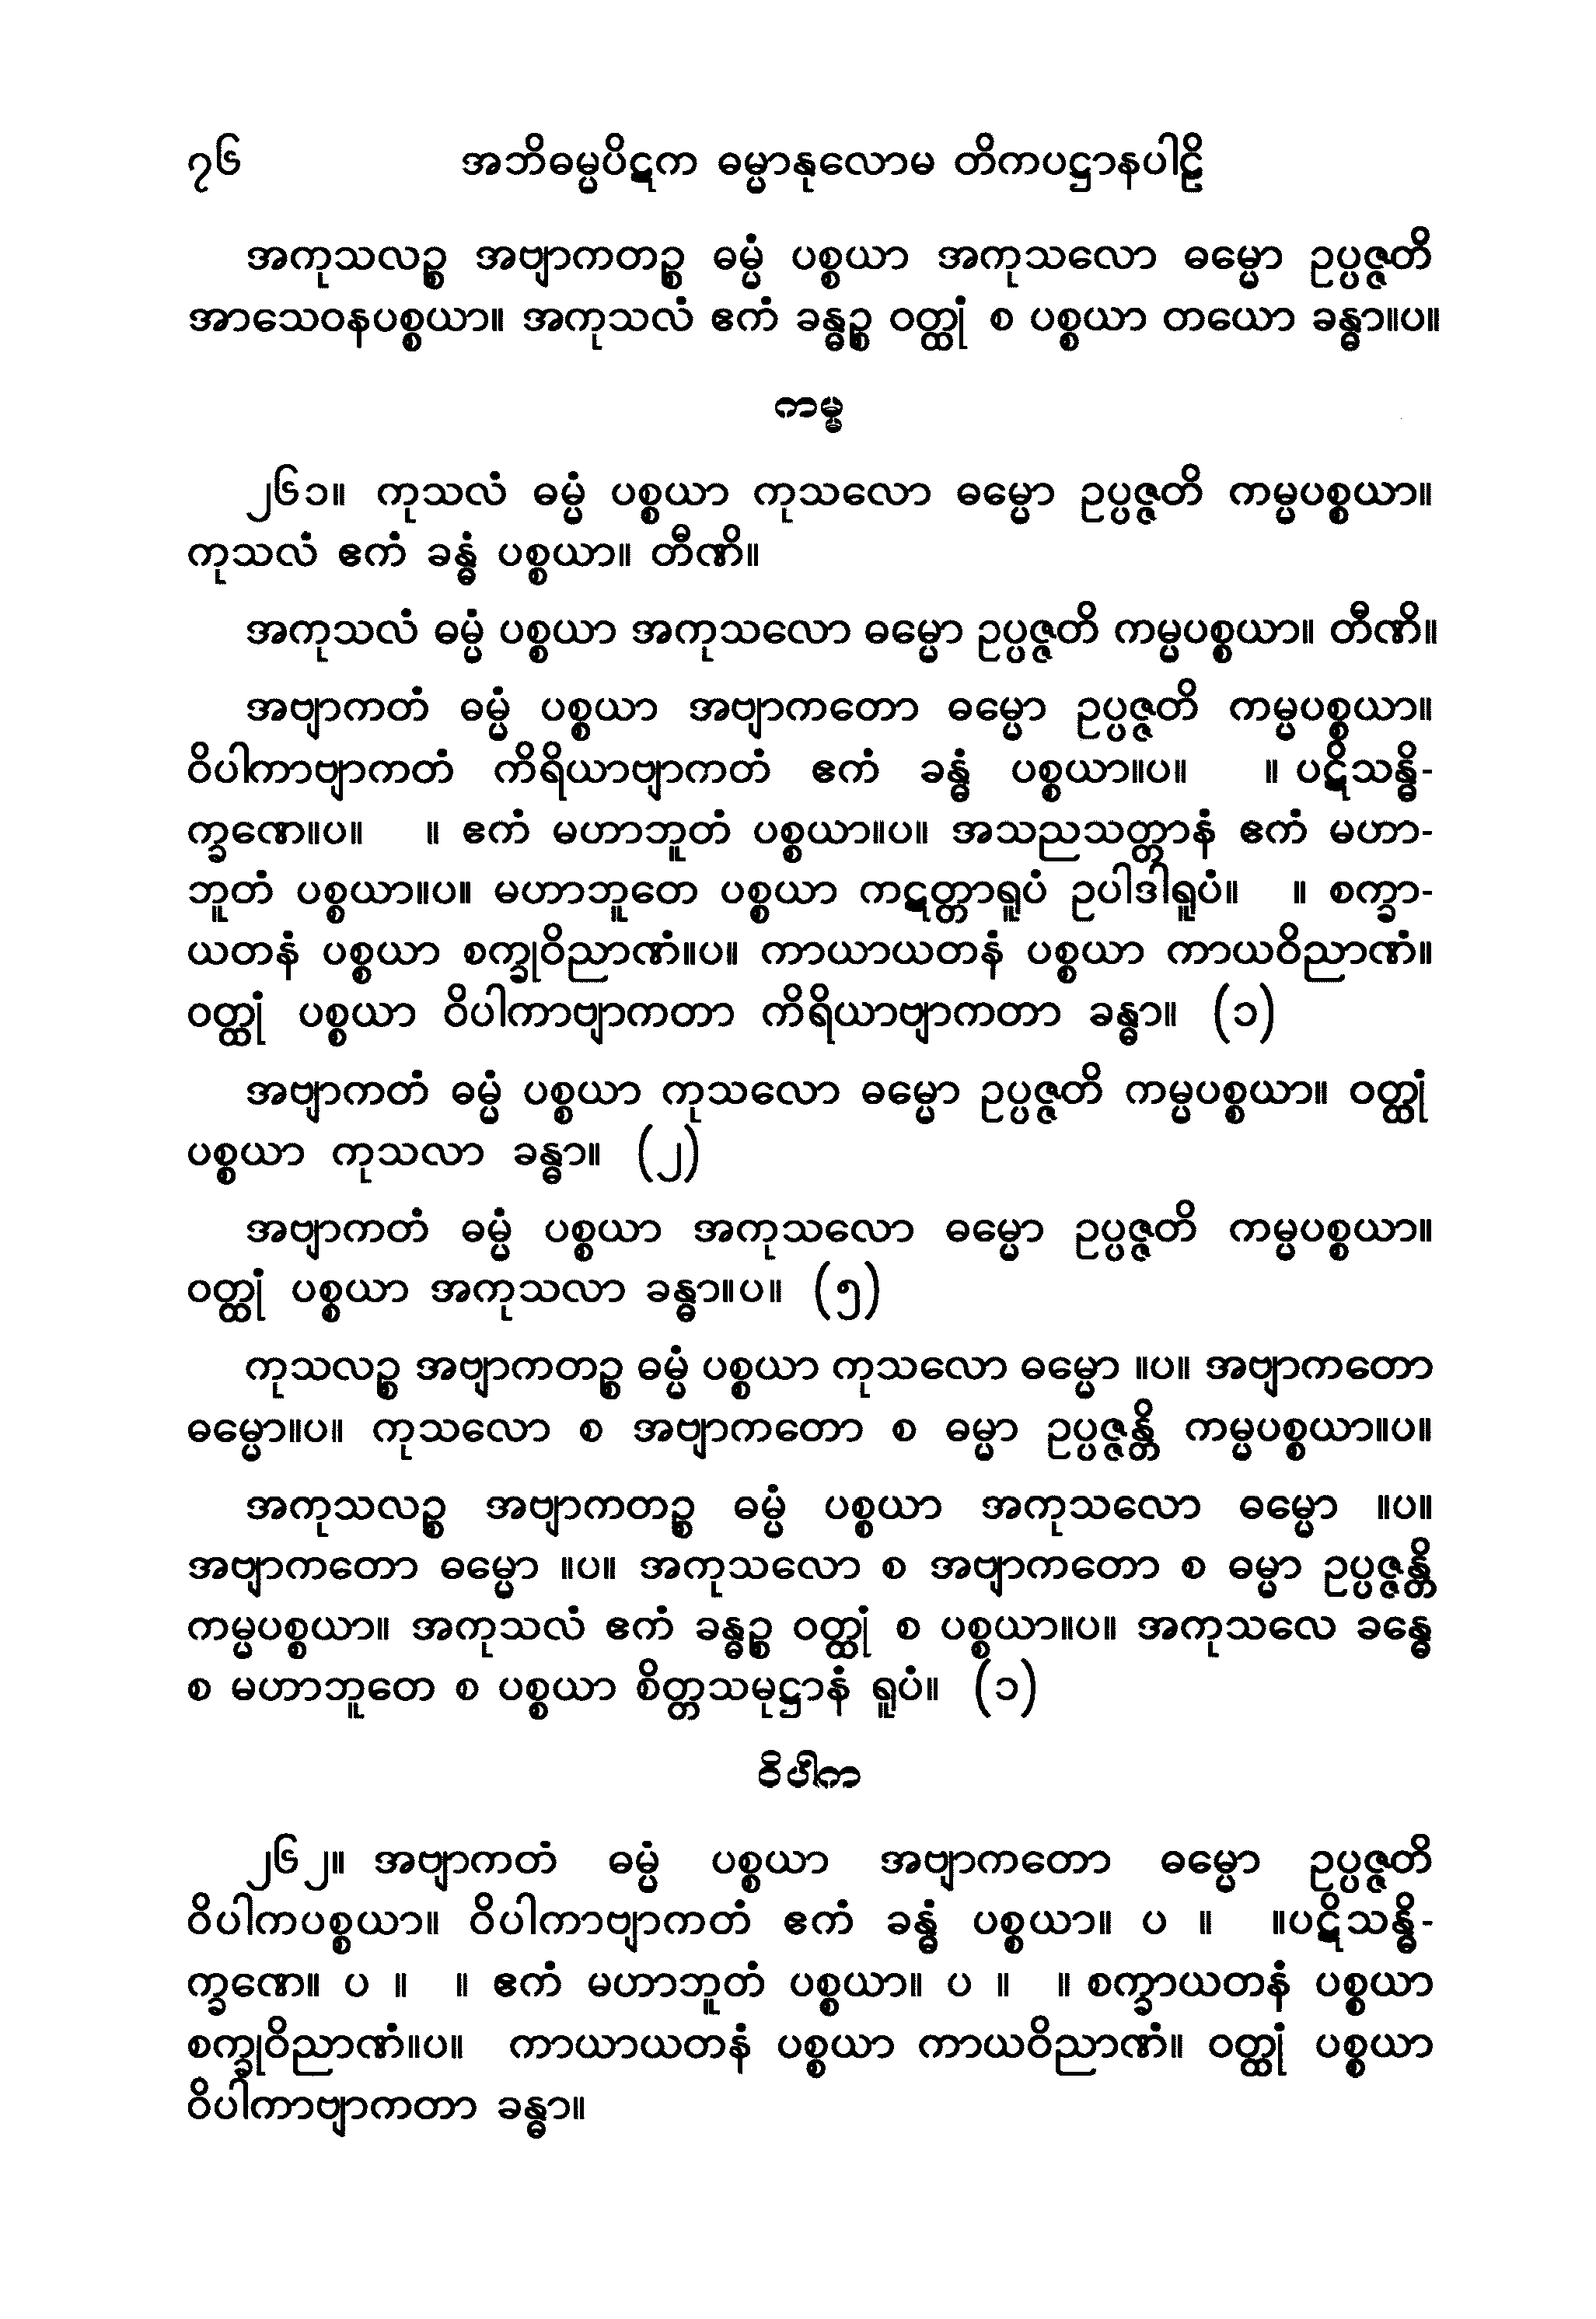 ၇၆ အဘိဓမ္မပိဋက ဓမ္မာနုလောမ တိကပဋ္ဌာနပါဠိ
အကုသလဉ္စ အဗျာကတဉ္စ ဓမ္မံ ပစ္စယာ အကုသလော ဓမ္မော ဥပ္ပဇ္ဇတိ
အာသေဝနပစ္စယာ။ အကုသလံ ဧကံ ခန္ဓဉ္စ ဝတ္ထုံ စ ပစ္စယာ တယော ခန္ဓာ။ပ။
ကမ္မ
၂၆၁။ ကုသလံ ဓမ္မံ ပစ္စယာ ကုသလော ဓမ္မော ဥပ္ပဇ္ဇတိ ကမ္မပစ္စယာ။
ကုသလံ ဧကံ ခန္ဓံ ပစ္စယာ။ တီဏိ။
အကုသလံ ဓမ္မံ ပစ္စယာ အကုသလော ဓမ္မော ဥပ္ပဇ္ဇတိ ကမ္မပစ္စယာ။ တီဏိ။
အဗျာကတံ ဓမ္မံ ပစ္စယာ အဗျာကတော ဓမ္မော ဥပ္ပဇ္ဇတိ ကမ္မပစ္စယာ။
ဝိပါကာဗျာကတံ ကိရိယာဗျာကတံ ဧကံ ခန္ဓံ ပစ္စယာ။ပ။ ။ ပဋိသန္ဓိ-
က္ခဏေ။ပ။ ။ ဧကံ မဟာဘူတံ ပစ္စယာ။ပ။ အသညသတ္တာနံ ဧကံ မဟာ-
ဘူတံ ပစ္စယာ။ပ။ မဟာဘူတေ ပစ္စယာ ကဋတ္တာရူပံ ဥပါဒါရူပံ။ ။ စက္ခာ-
ယတနံ ပစ္စယာ စက္ခုဝိညာဏံ။ပ။ ကာယာယတနံ ပစ္စယာ ကာယဝိညာဏံ။
ဝတ္ထုံ ပစ္စယာ ဝိပါကာဗျာကတာ ကိရိယာဗျာကတာ ခန္ဓာ။ (၁)
အဗျာကတံ ဓမ္မံ ပစ္စယာ ကုသလော ဓမ္မော ဥပ္ပဇ္ဇတိ ကမ္မပစ္စယာ။ ဝတ္ထုံ
ပစ္စယာ ကုသလာ ခန္ဓာ။ (၂)
အဗျာကတံ ဓမ္မံ ပစ္စယာ အကုသလော ဓမ္မော ဥပ္ပဇ္ဇတိ ကမ္မပစ္စယာ။
ဝတ္ထုံ ပစ္စယာ အကုသလာ ခန္ဓာ။ပ။ (၅)
ကုသလဉ္စ အဗျာကတဉ္စ ဓမ္မံ ပစ္စယာ ကုသလော ဓမ္မော ။ပ။ အဗျာကတော
ဓမ္မော။ပ။ ကုသလော စ အဗျာကတော စ ဓမ္မာ ဥပ္ပဇ္ဇန္တိ ကမ္မပစ္စယာ။ပ။
အကုသလဉ္စ အဗျာကတဉ္စ ဓမ္မံ ပစ္စယာ အကုသလော ဓမ္မော ။ပ။
အဗျာကတော ဓမ္မော ။ပ။ အကုသလော စ အဗျာကတော စ ဓမ္မာ ဥပ္ပဇ္ဇန္တိ
ကမ္မပစ္စယာ။ အကုသလံ ဧကံ ခန္ဓဉ္စ ဝတ္ထုံ စ ပစ္စယာ။ပ။ အကုသလေ ခန္ဓေ
စ မဟာဘူတေ စ ပစ္စယာ စိတ္တသမုဋ္ဌာနံ ရူပံ။ (၁)
ဝိပါက
၂၆၂။ အဗျာကတံ ဓမ္မံ ပစ္စယာ အဗျာကတော ဓမ္မော ဥပ္ပဇ္ဇတိ
ဝိပါကပစ္စယာ။ ဝိပါကာဗျာကတံ ဧကံ ခန္ဓံ ပစ္စယာ။ ပ ။ ။ပဋိသန္ဓိ-
က္ခဏေ။ ပ ။ ။ ဧကံ မဟာဘူတံ ပစ္စယာ။ ပ ။ ။ စက္ခာယတနံ ပစ္စယာ
စက္ခုဝိညာဏံ။ပ။ ကာယာယတနံ ပစ္စယာ ကာယဝိညာဏံ။ ဝတ္ထုံ ပစ္စယာ
ဝိပါကာဗျာကတာ ခန္ဓာ။